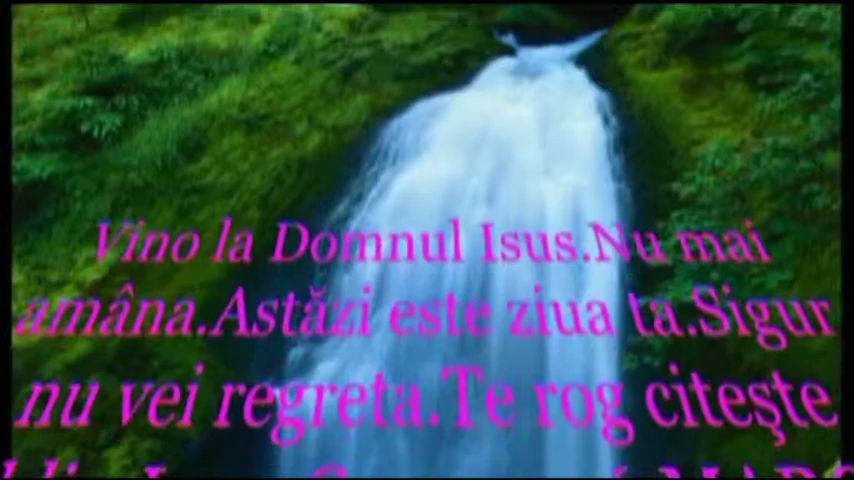 Vino la Domnul Isus.Nu mai
amâna.Astăzi este ziua ta.Sigur
nu vei regreta.Te rog citeşte